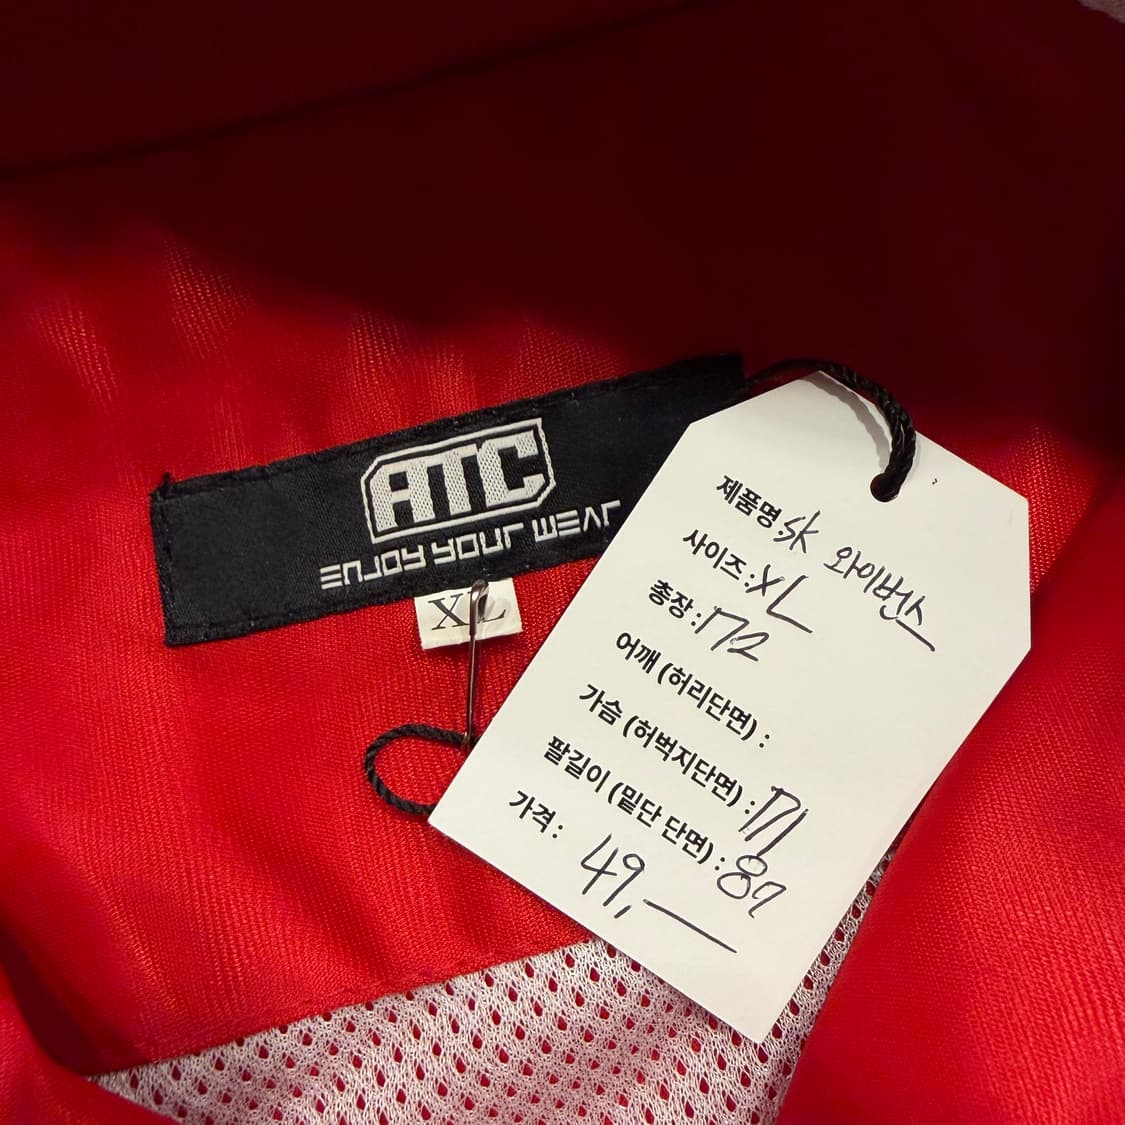 ATC
ENJOY YOUR WEAR
XL
제품명: SK 와이번스
사이즈: XL
총장: 72
어깨 (허리단면) :
가슴 (허벅지단면) : 71
팔길이 (밑단 단면) : 87
가격 : 49,—